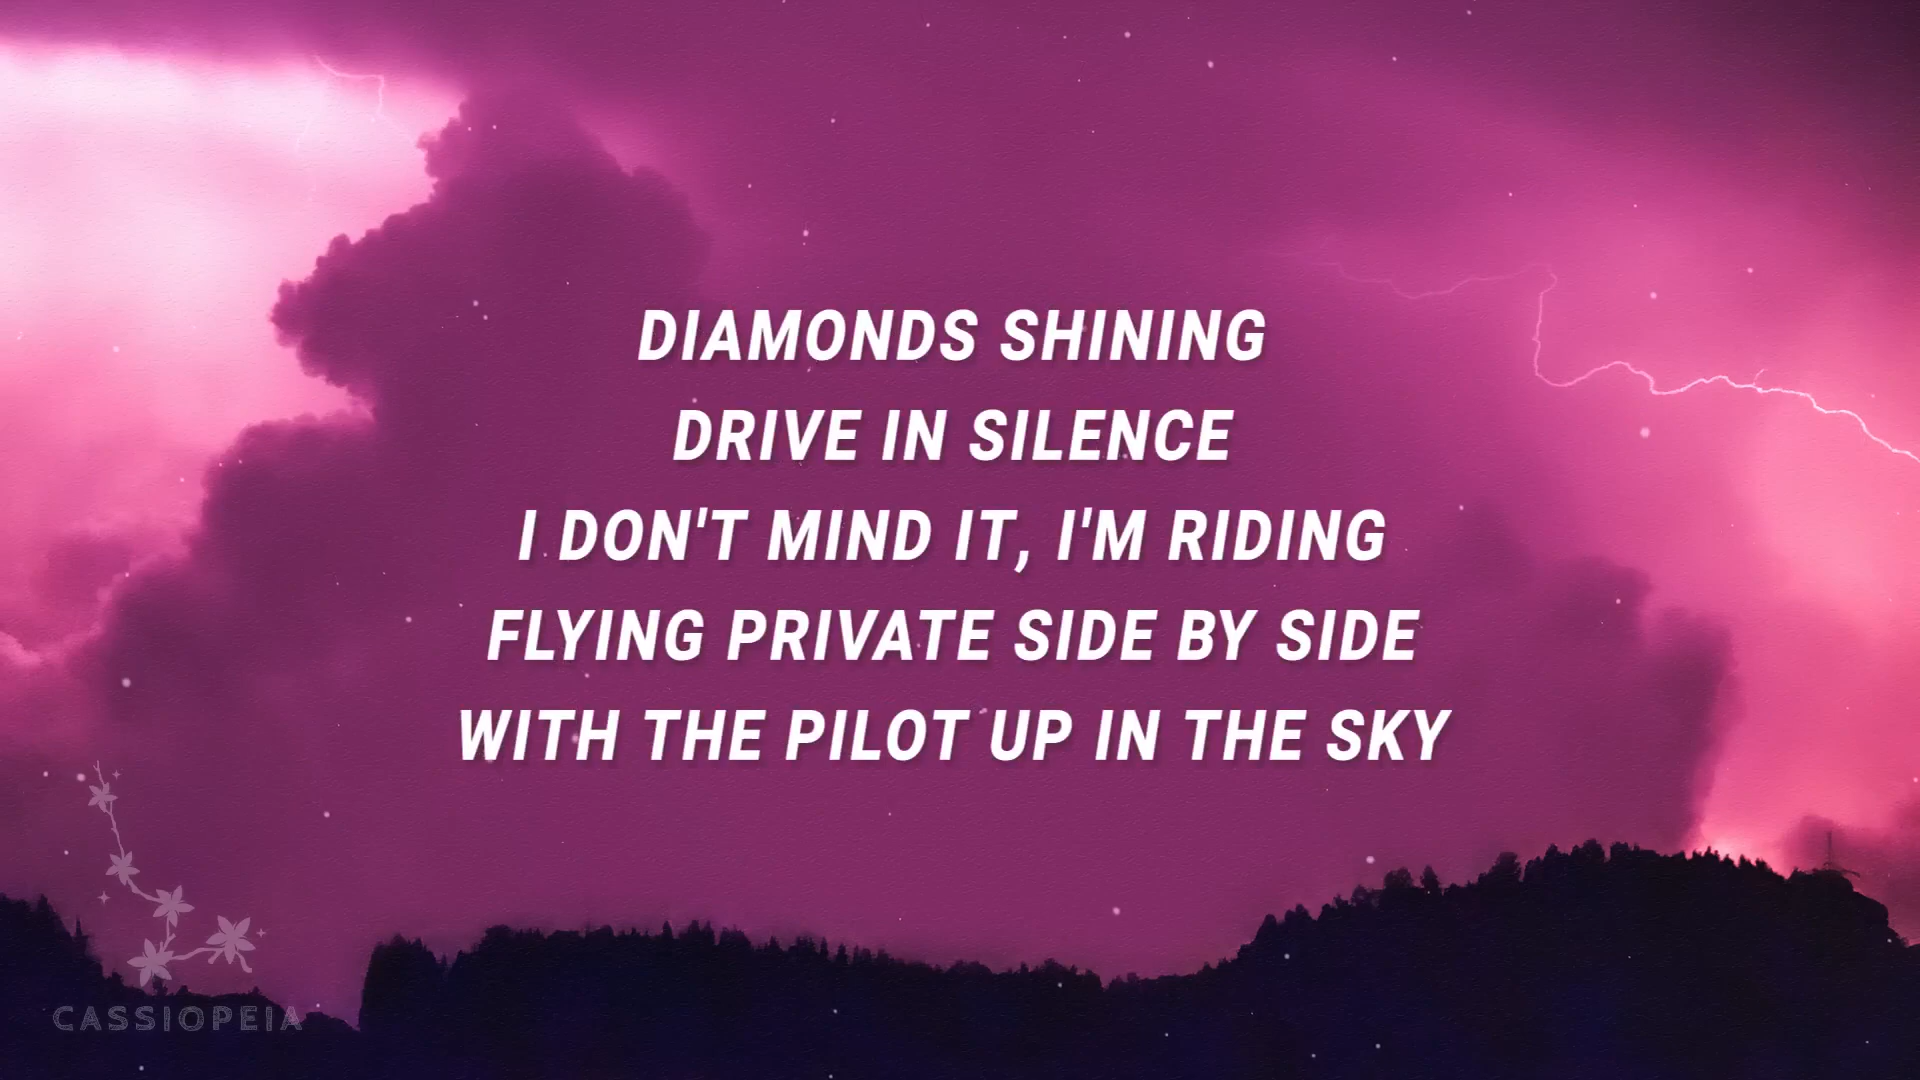 DIAMONDS SHINING
DRIVE IN SILENCE
I DON'T MIND IT, I'M RIDING
FLYING PRIVATE SIDE BY SIDE
WITH THE PILOT UP IN THE SKY
CASSIOPEIA